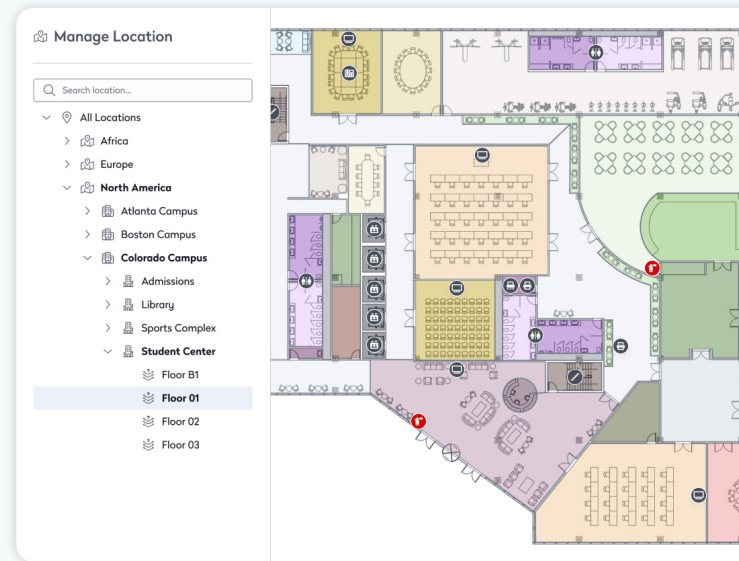 Manage Location
Search location...
All Locations
Africa
Europe
North America
Atlanta Campus
Boston Campus
Colorado Campus
Admissions
Library
Sports Complex
Student Center
Floor B1
Floor 01
Floor 02
Floor 03